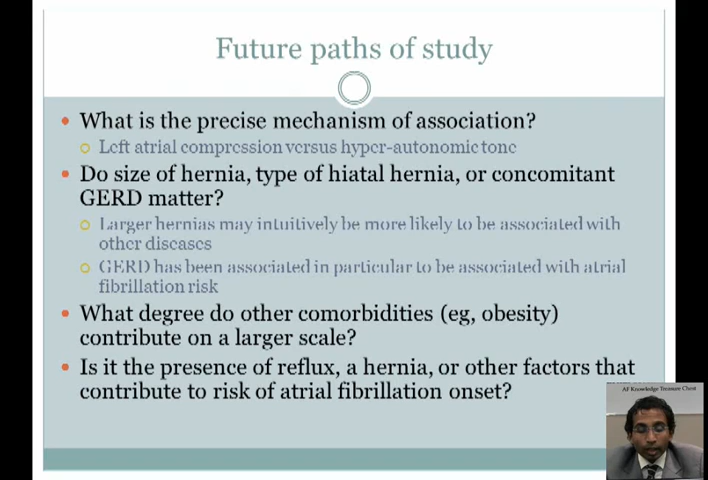 Future paths of study
What is the precise mechanism of association?
Left atrial compression versus hyper-autonomic tone
Do size of hernia, type of hiatal hernia, or concomitant
GERD matter?
Larger hernias may intuitively be more likely to be associated with
other diseases
GERD has been associated in particular to be associated with atrial
fibrillation risk
What degree do other comorbidities (eg, obesity)
contribute on a larger scale?
Is it the presence of reflux, a hernia, or other factors that
contribute to risk of atrial fibrillation onset?
AF Knowledge Treasure Chest